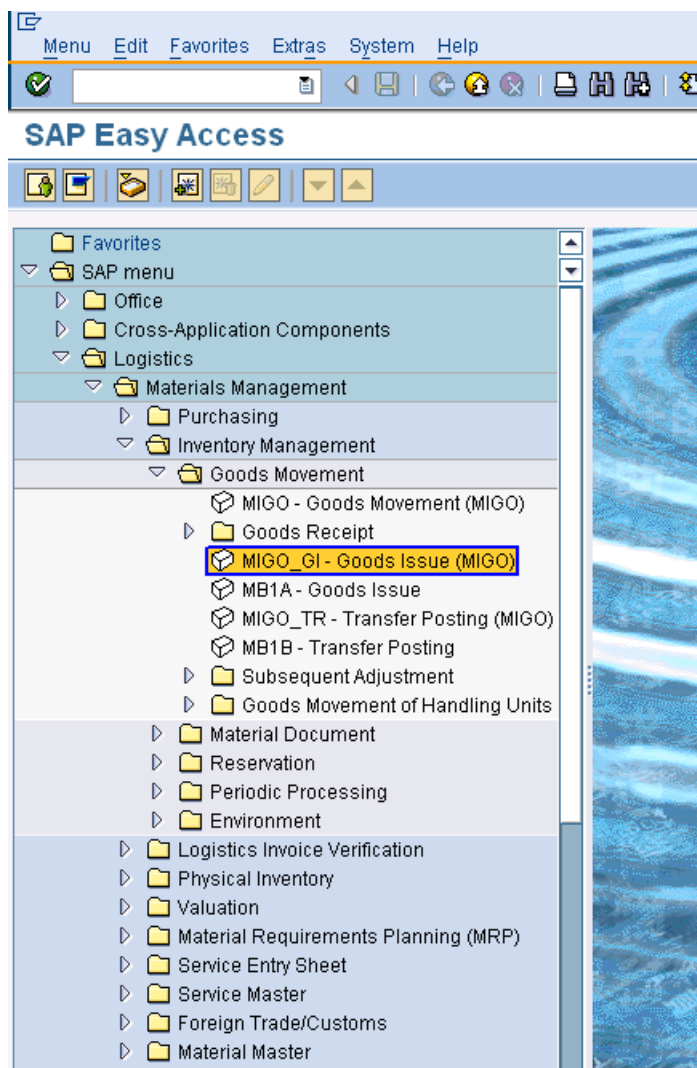 Menu Edit Favorites Extras System Help
SAP Easy Access
Favorites
SAP menu
Office
Cross-Application Components
Logistics
Materials Management
Purchasing
Inventory Management
Goods Movement
MIGO - Goods Movement (MIGO)
Goods Receipt
MIGO_GI - Goods Issue (MIGO)
MB1A - Goods Issue
MIGO_TR - Transfer Posting (MIGO)
MB1B - Transfer Posting
Subsequent Adjustment
Goods Movement of Handling Units
Material Document
Reservation
Periodic Processing
Environment
Logistics Invoice Verification
Physical Inventory
Valuation
Material Requirements Planning (MRP)
Service Entry Sheet
Service Master
Foreign Trade/Customs
Material Master